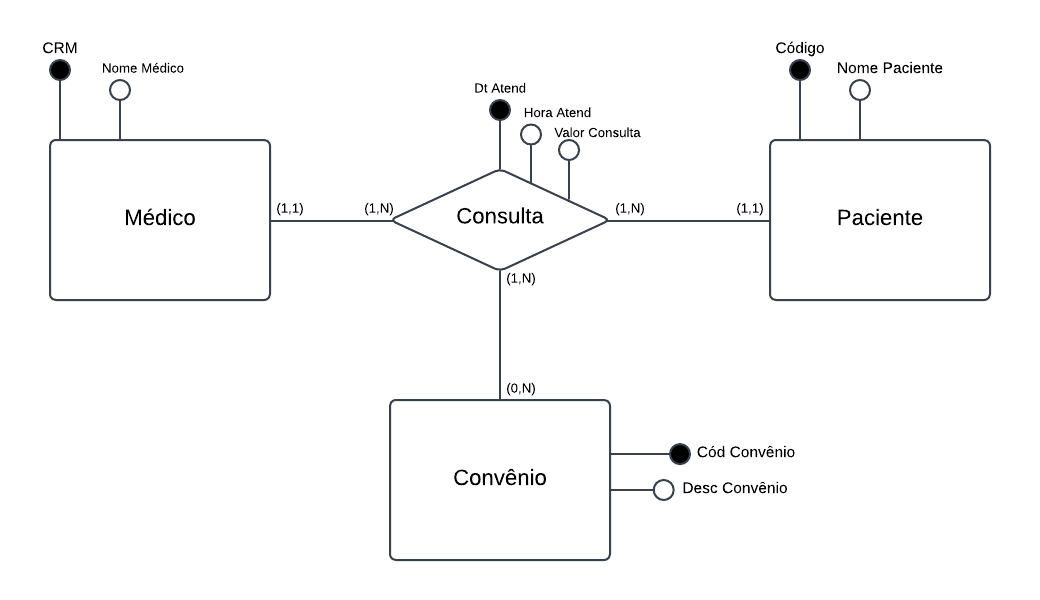 CRM
Nome Médico
Código
Nome Paciente
Dt Atend
Hora Atend
Valor Consulta
Médico
(1,1)
(1,N)
Consulta
(1,N)
(1,1)
Paciente
(1,N)
(0,N)
Convênio
Cód Convênio
Desc Convênio